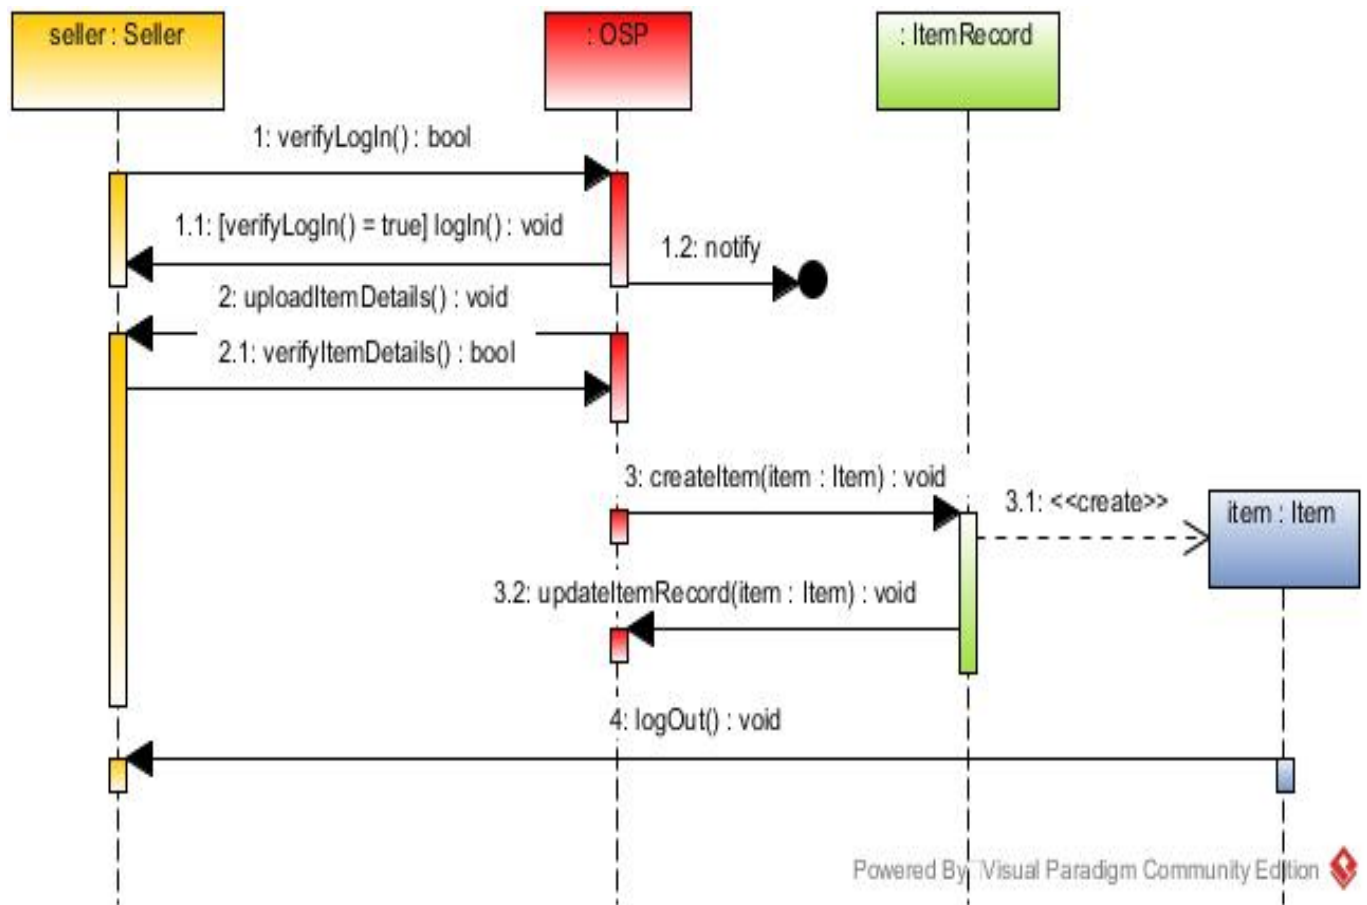 seller : Seller
: OSP
: ItemRecord
1: verifyLogIn() : bool
1.1: [verifyLogIn() = true] logIn() : void
1.2: notify
2: uploadItemDetails() : void
2.1: verifyItemDetails() : bool
3: createItem(item : Item) : void
3.1: <<create>>
item : Item
3.2: updateItemRecord(item : Item) : void
4: logOut() : void
Powered By Visual Paradigm Community Edition